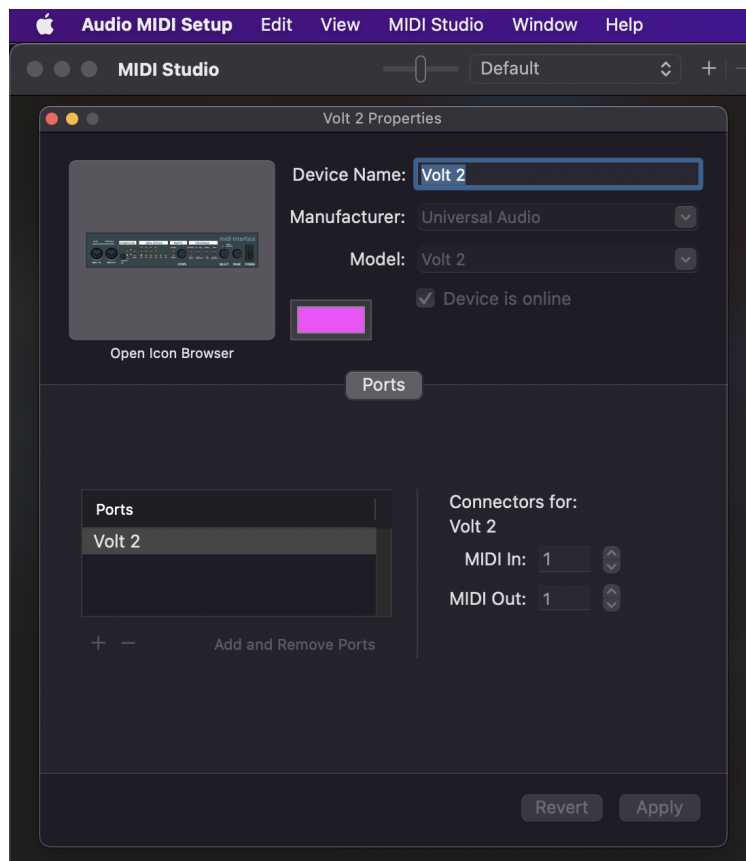 Audio MIDI Setup Edit View MIDI Studio Window Help
MIDI Studio Default
Volt 2 Properties
Device Name: Volt 2
Manufacturer: Universal Audio
Model: Volt 2
Device is online
midi interface
Open Icon Browser
Ports
Ports
Volt 2
Add and Remove Ports
Connectors for:
Volt 2
MIDI In: 1
MIDI Out: 1
Revert Apply